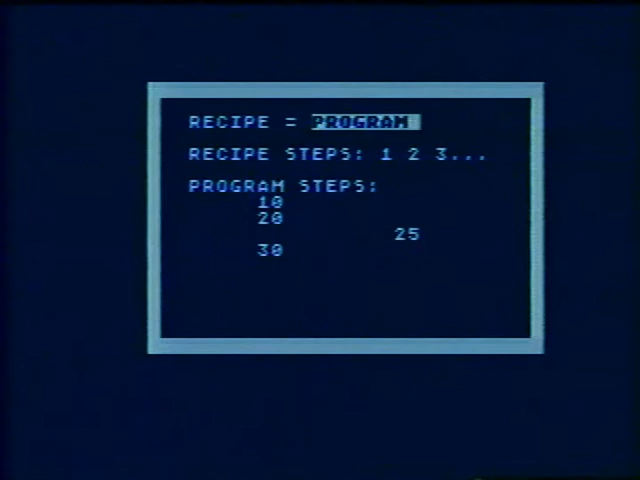 RECIPE = PROGRAM
RECIPE STEPS: 1 2 3...
PROGRAM STEPS:
10
20
25
30